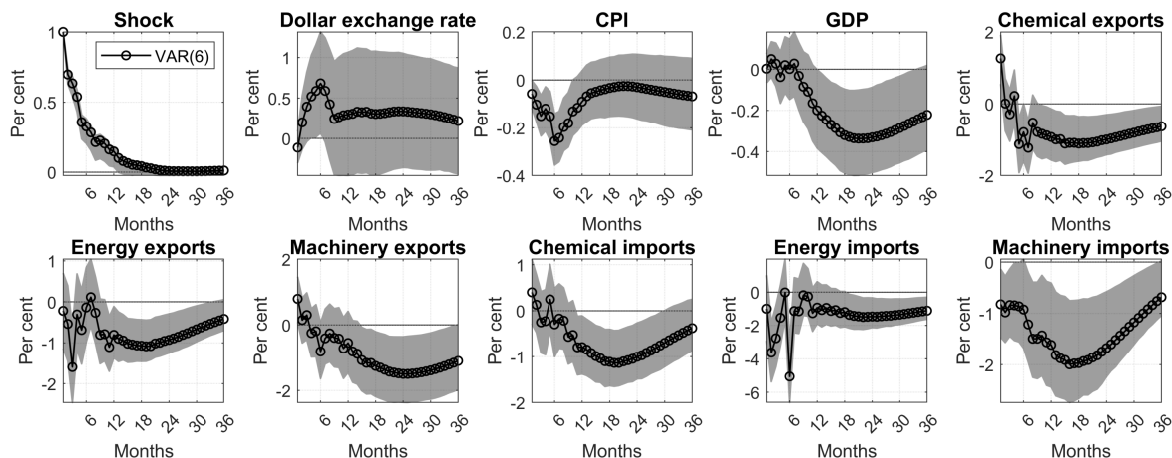 Shock
Dollar exchange rate
CPI
GDP
Chemical exports
Per cent
1
0.5
0
VAR(6)
6 12 18 24 30 36
Months
Per cent
1
0.5
0
6 12 18 24 30 36
Months
Per cent
0.2
0
-0.2
-0.4
6 12 18 24 30 36
Months
Per cent
0
-0.2
-0.4
6 12 18 24 30 36
Months
Per cent
2
0
-2
6 12 18 24 30 36
Months
Energy exports
Machinery exports
Chemical imports
Energy imports
Machinery imports
Per cent
1
0
-1
-2
6 12 18 24 30 36
Months
Per cent
2
0
-2
6 12 18 24 30 36
Months
Per cent
1
0
-1
-2
6 12 18 24 30 36
Months
Per cent
0
-2
-4
-6
6 12 18 24 30 36
Months
Per cent
0
-1
-2
6 12 18 24 30 36
Months